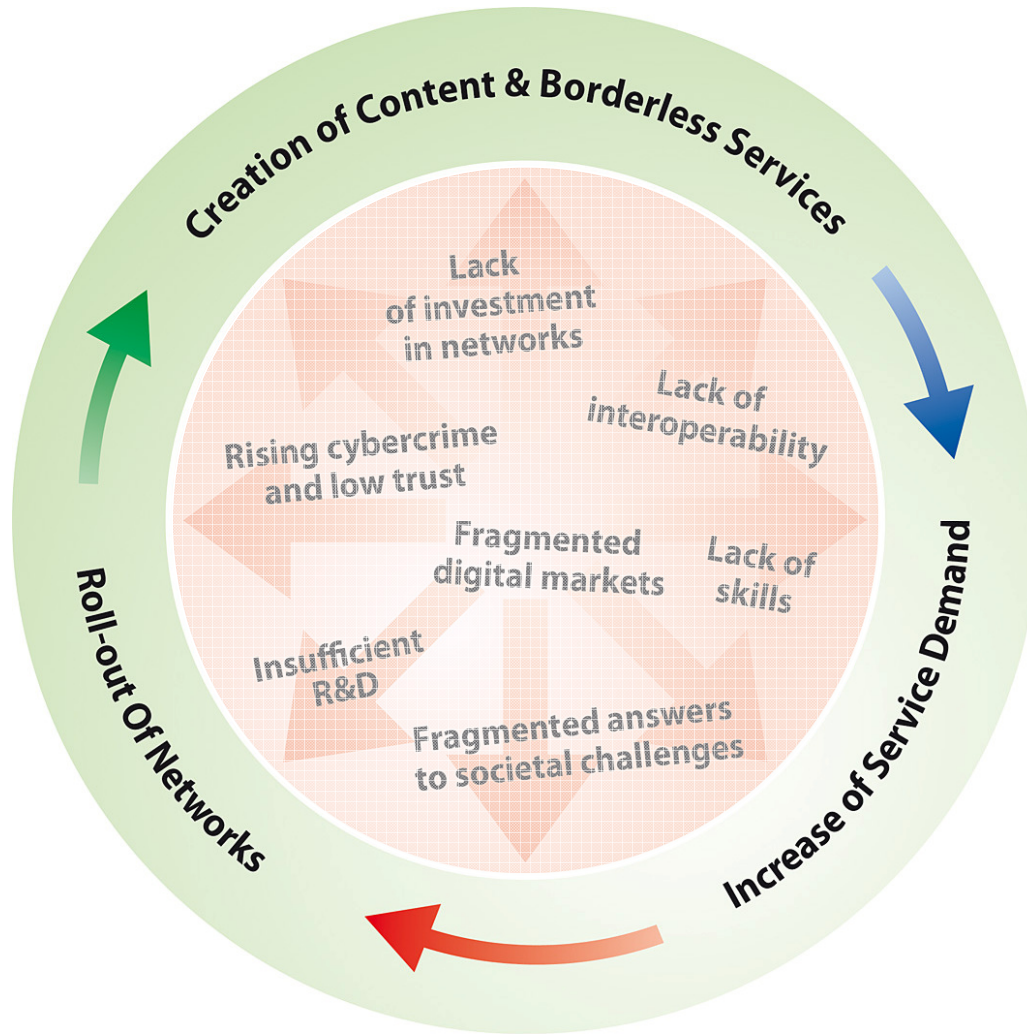 Creation of Content & Borderless Services
Lack
of investment
in networks
Lack of
interoperability
Rising cybercrime
and low trust
Fragmented
digital markets
Lack of
skills
Insufficient
R&D
Fragmented answers
to societal challenges
Increase of Service Demand
Roll-out Of Networks